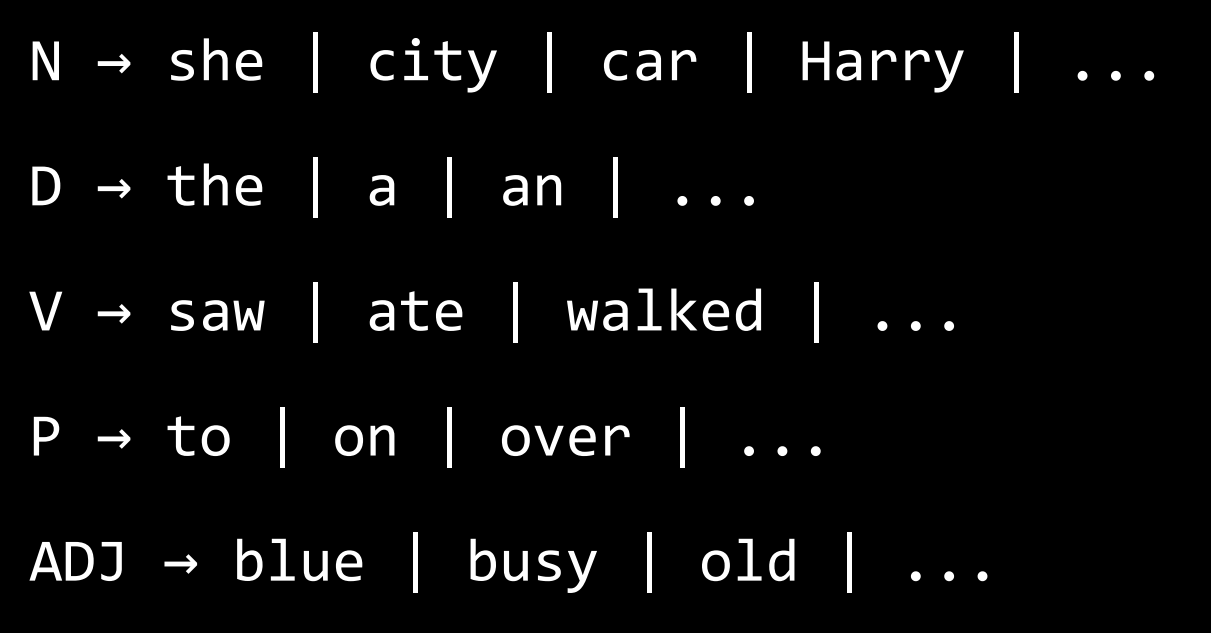 N → she | city | car | Harry | ...
D → the | a | an | ...
V → saw | ate | walked | ...
P → to | on | over | ...
ADJ → blue | busy | old | ...